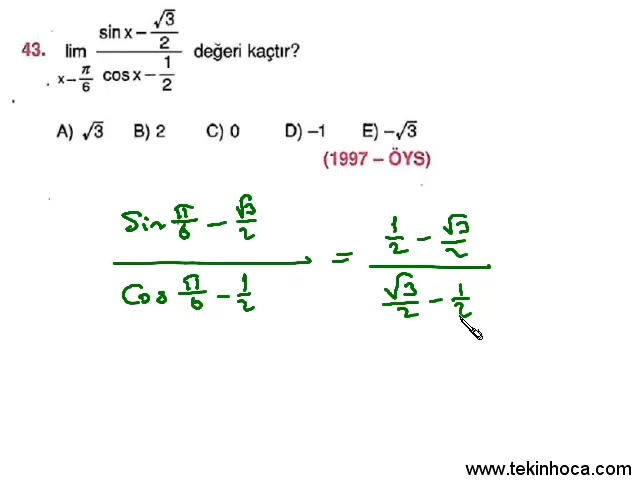 43. lim x→π/6 (sin x − √3/2)/(cos x − 1/2) değeri kaçtır?
A) √3 B) 2 C) 0 D) −1 E) −√3
(1997 – ÖYS)
(Sin π/6 − √3/2)/(Cos π/6 − 1/2) = (1/2 − √3/2)/(√3/2 − 1/2)
www.tekinhoca.com